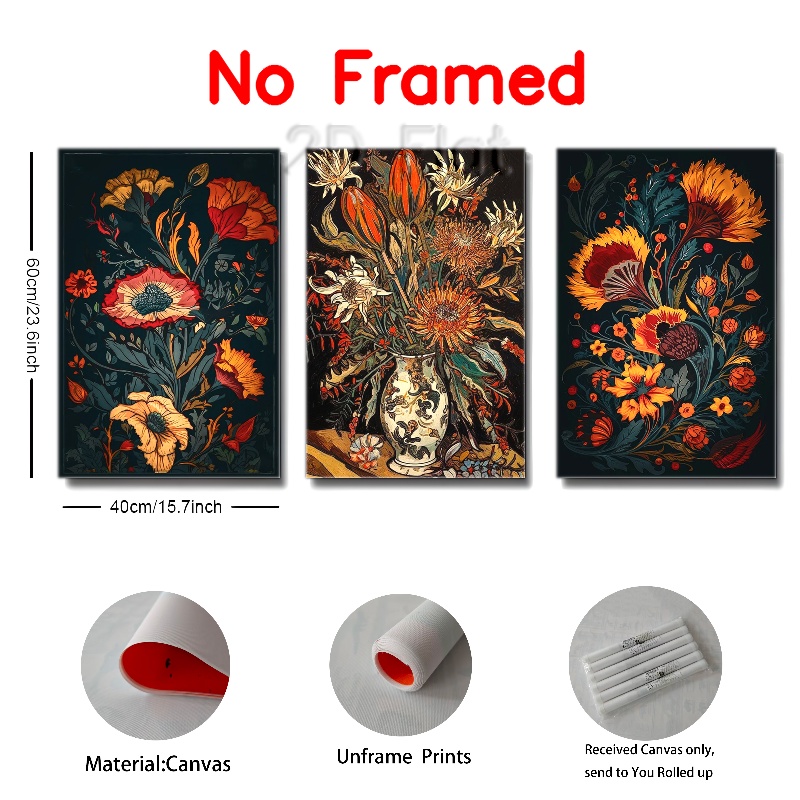 No Framed
2D Flat
60cm/23.6inch
40cm/15.7inch
Material:Canvas
Unframe Prints
Received Canvas only,
send to You Rolled up